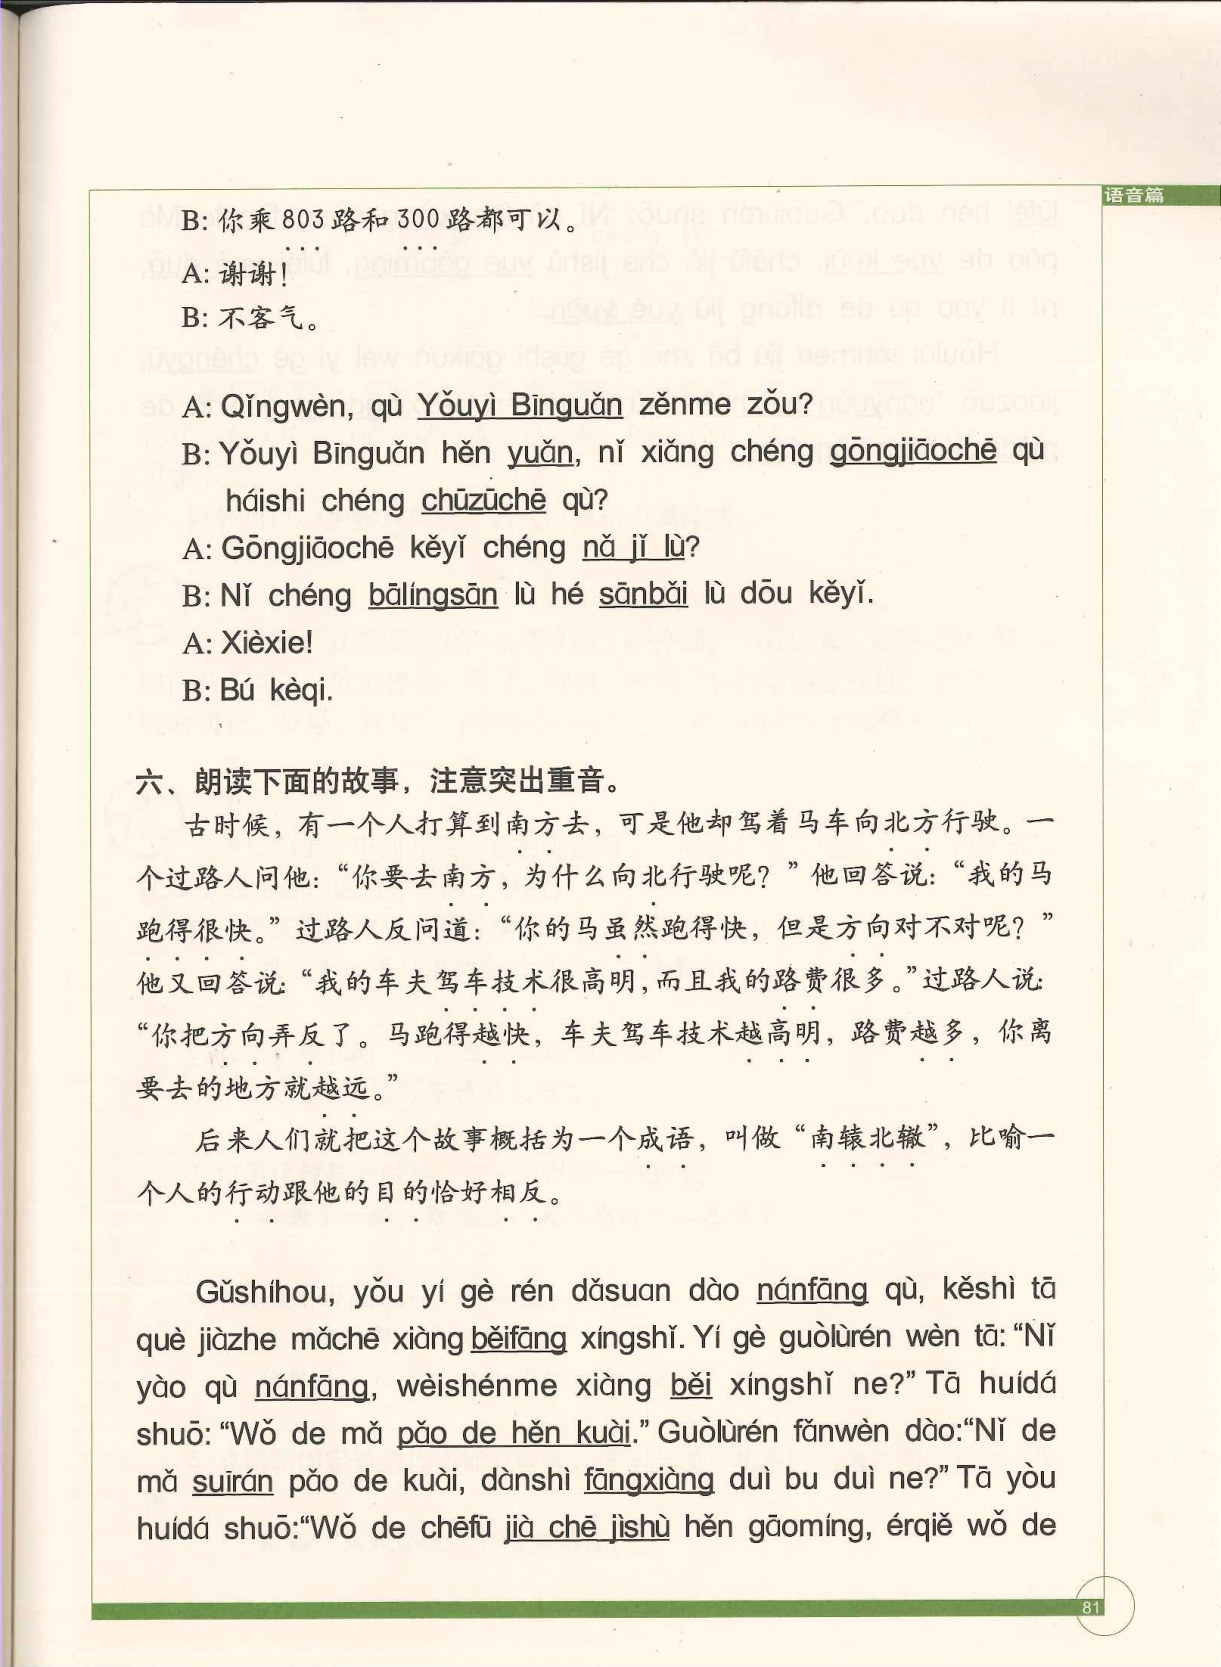 语音篇
B: 你乘 803 路和 300 路都可以。
A: 谢谢！
B: 不客气。
A: Qǐngwèn, qù Yǒuyì Bīnguǎn zěnme zǒu?
B: Yǒuyì Bīnguǎn hěn yuǎn, nǐ xiǎng chéng gōngjiāochē qù
háishi chéng chūzūchē qù?
A: Gōngjiāochē kěyǐ chéng nǎ jǐ lù?
B: Nǐ chéng bālíngsān lù hé sānbǎi lù dōu kěyǐ.
A: Xièxie!
B: Bú kèqi.
六、朗读下面的故事，注意突出重音。
古时候，有一个人打算到南方去，可是他却驾着马车向北方行驶。一
个过路人问他：“你要去南方，为什么向北行驶呢？”他回答说：“我的马
跑得很快。”过路人反问道：“你的马虽然跑得快，但是方向对不对呢？”
他又回答说：“我的车夫驾车技术很高明，而且我的路费很多。”过路人说：
“你把方向弄反了。马跑得越快，车夫驾车技术越高明，路费越多，你离
要去的地方就越远。”
后来人们就把这个故事概括为一个成语，叫做“南辕北辙”，比喻一
个人的行动跟他的目的恰好相反。
Gǔshíhou, yǒu yí gè rén dǎsuan dào nánfāng qù, kěshì tā
què jiàzhe mǎchē xiàng běifāng xíngshǐ. Yí gè guòlùrén wèn tā: “Nǐ
yào qù nánfāng, wèishénme xiàng běi xíngshǐ ne?” Tā huídá
shuō: “Wǒ de mǎ pǎo de hěn kuài.” Guòlùrén fǎnwèn dào:“Nǐ de
mǎ suīrán pǎo de kuài, dànshì fāngxiàng duì bu duì ne?” Tā yòu
huídá shuō:“Wǒ de chēfū jià chē jìshù hěn gāomíng, érqiě wǒ de
81